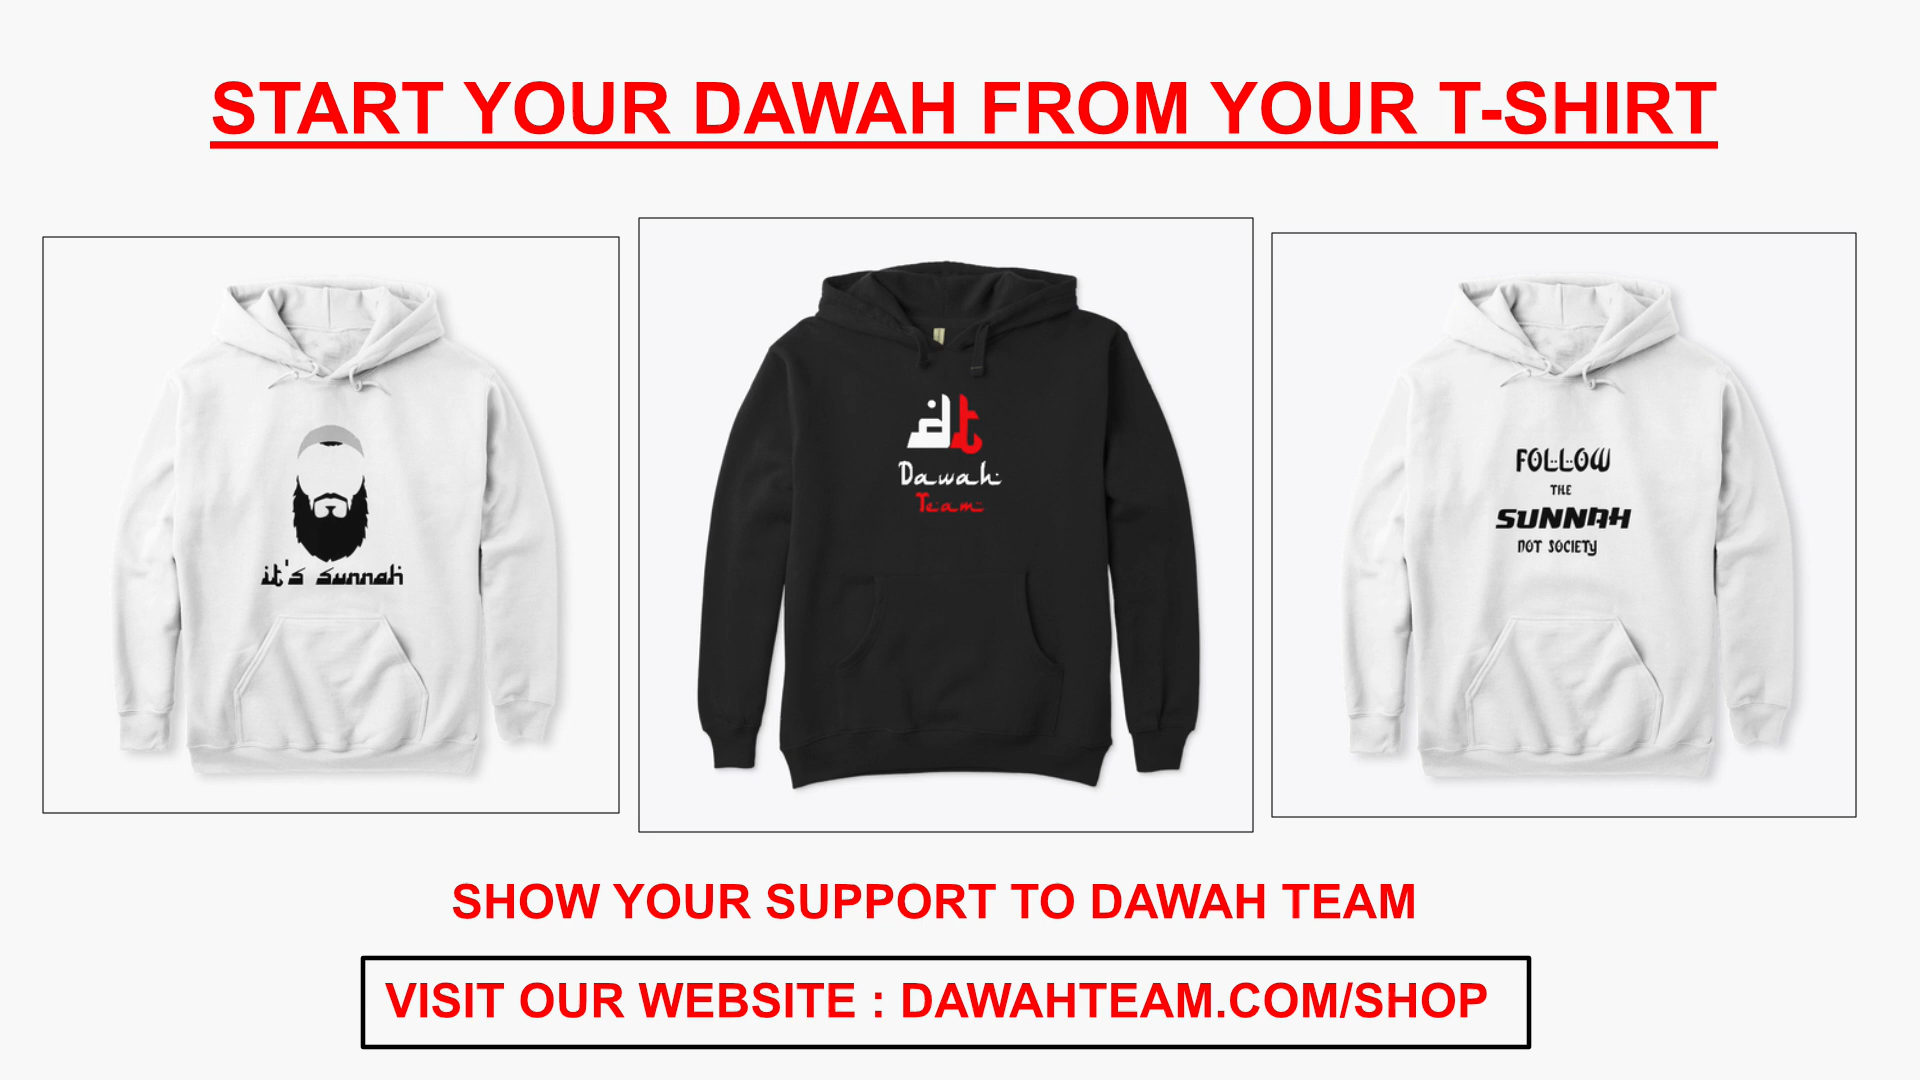 START YOUR DAWAH FROM YOUR T-SHIRT
it's sunnah
dt
Dawah
Team
FOLLOW
THE
SUNNAH
NOT SOCIETY
SHOW YOUR SUPPORT TO DAWAH TEAM
VISIT OUR WEBSITE : DAWAHTEAM.COM/SHOP